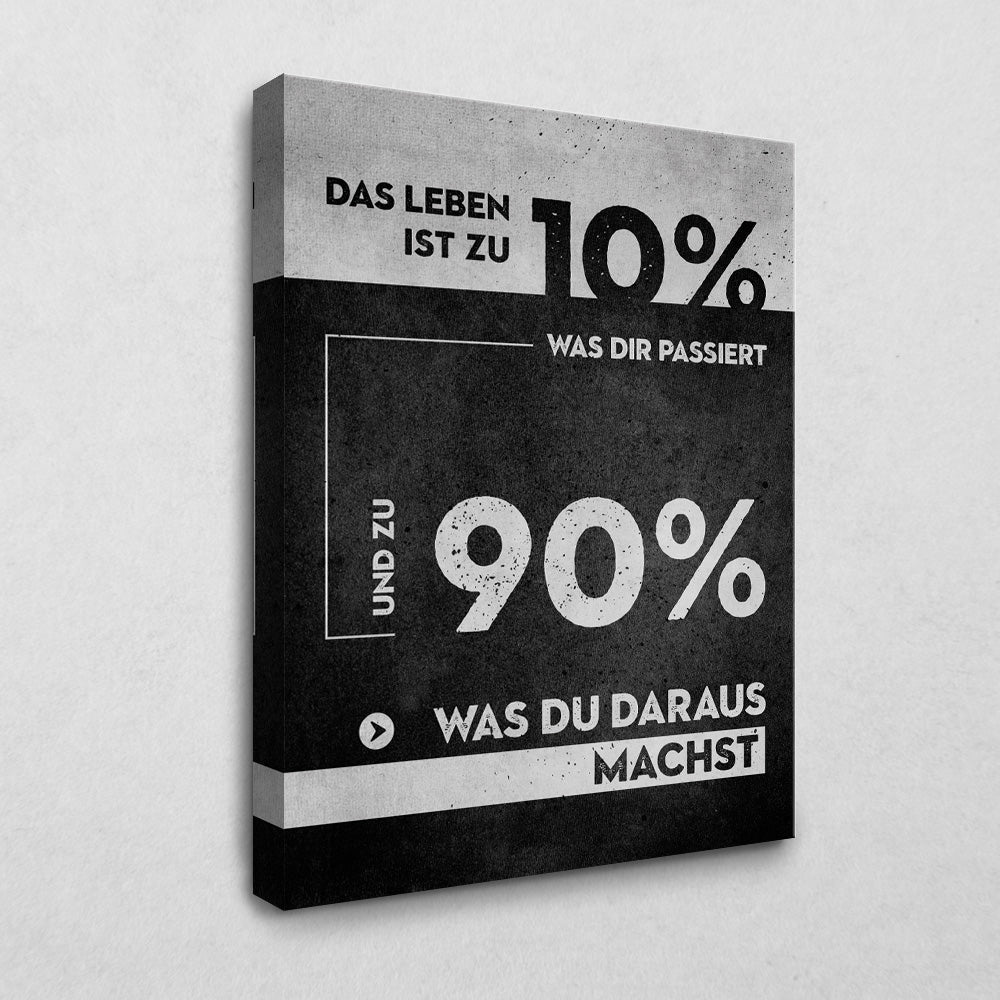 DAS LEBEN
IST ZU
10%
WAS DIR PASSIERT
UND ZU
90%
WAS DU DARAUS
MACHST